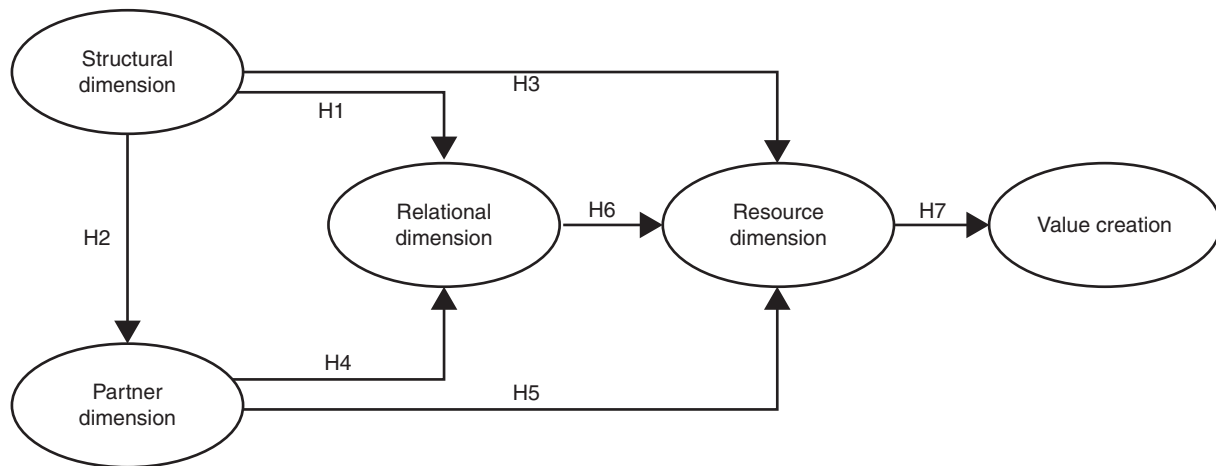 Structural
dimension
H3
H1
Relational
dimension
H6
Resource
dimension
H7
Value creation
H2
H4
H5
Partner
dimension